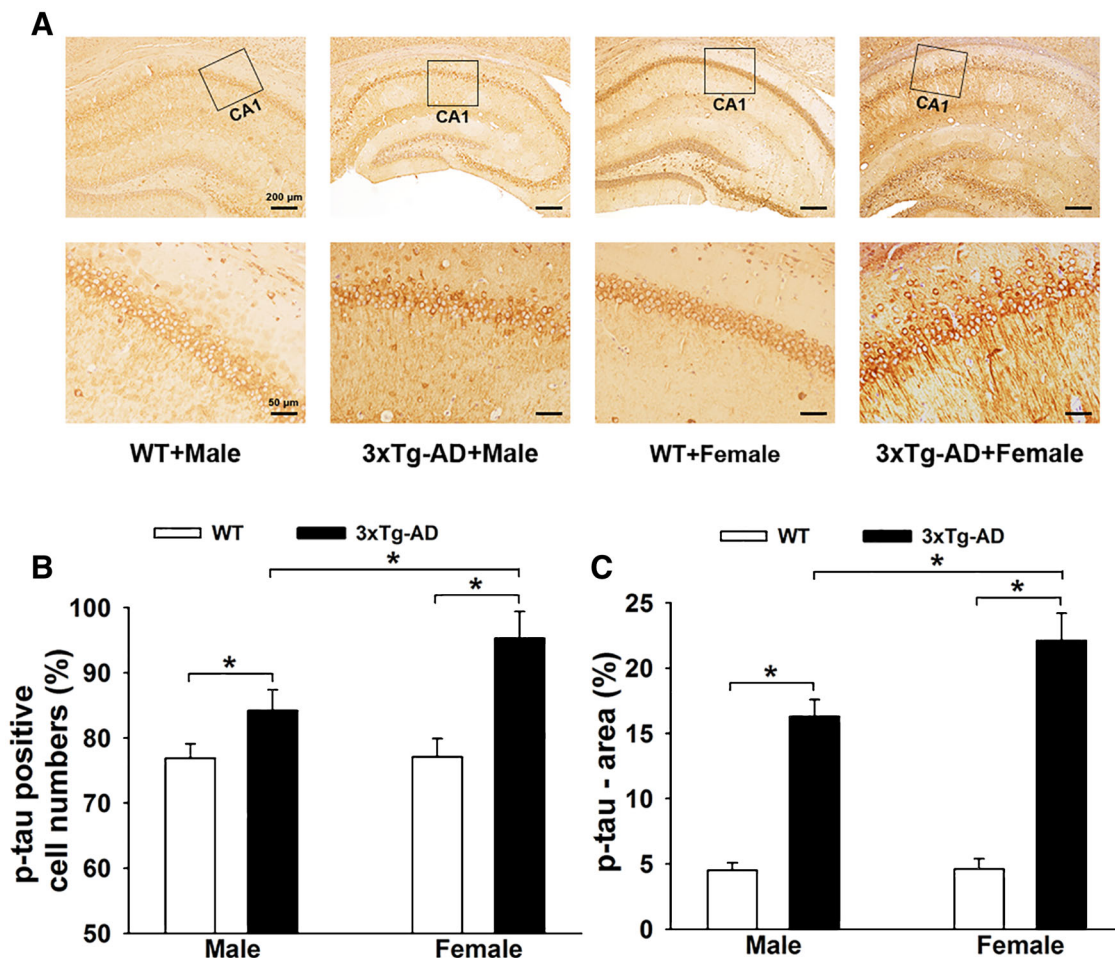 A
CA1
CA1
CA1
CA1
200 µm
50 µm
WT+Male
3xTg-AD+Male
WT+Female
3xTg-AD+Female
B
WT
3xTg-AD
p-tau positive
cell numbers (%)
100
90
80
70
60
50
*
*
*
Male
Female
C
WT
3xTg-AD
p-tau - area (%)
25
20
15
10
5
0
*
*
*
Male
Female